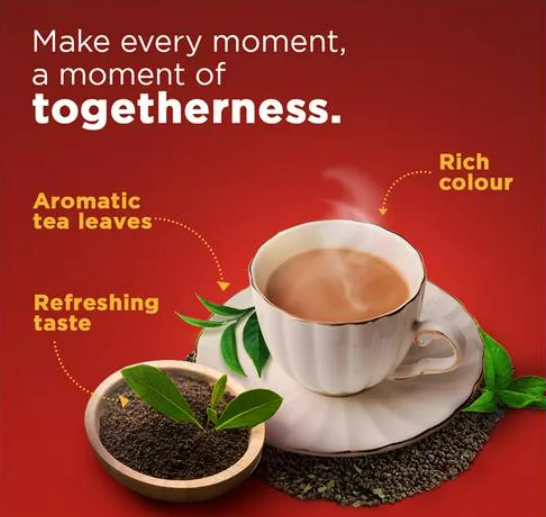 Make every moment,
a moment of
togetherness.
Rich
colour
Aromatic
tea leaves
Refreshing
taste